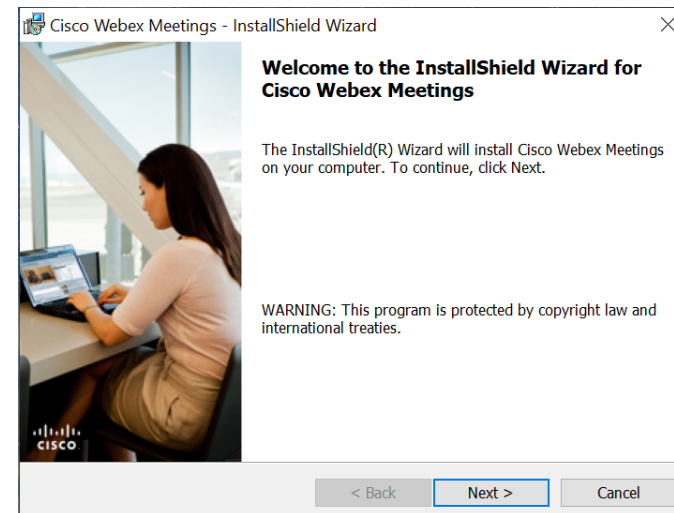 Cisco Webex Meetings - InstallShield Wizard
Welcome to the InstallShield Wizard for
Cisco Webex Meetings
The InstallShield(R) Wizard will install Cisco Webex Meetings
on your computer. To continue, click Next.
WARNING: This program is protected by copyright law and
international treaties.
CISCO
< Back
Next >
Cancel